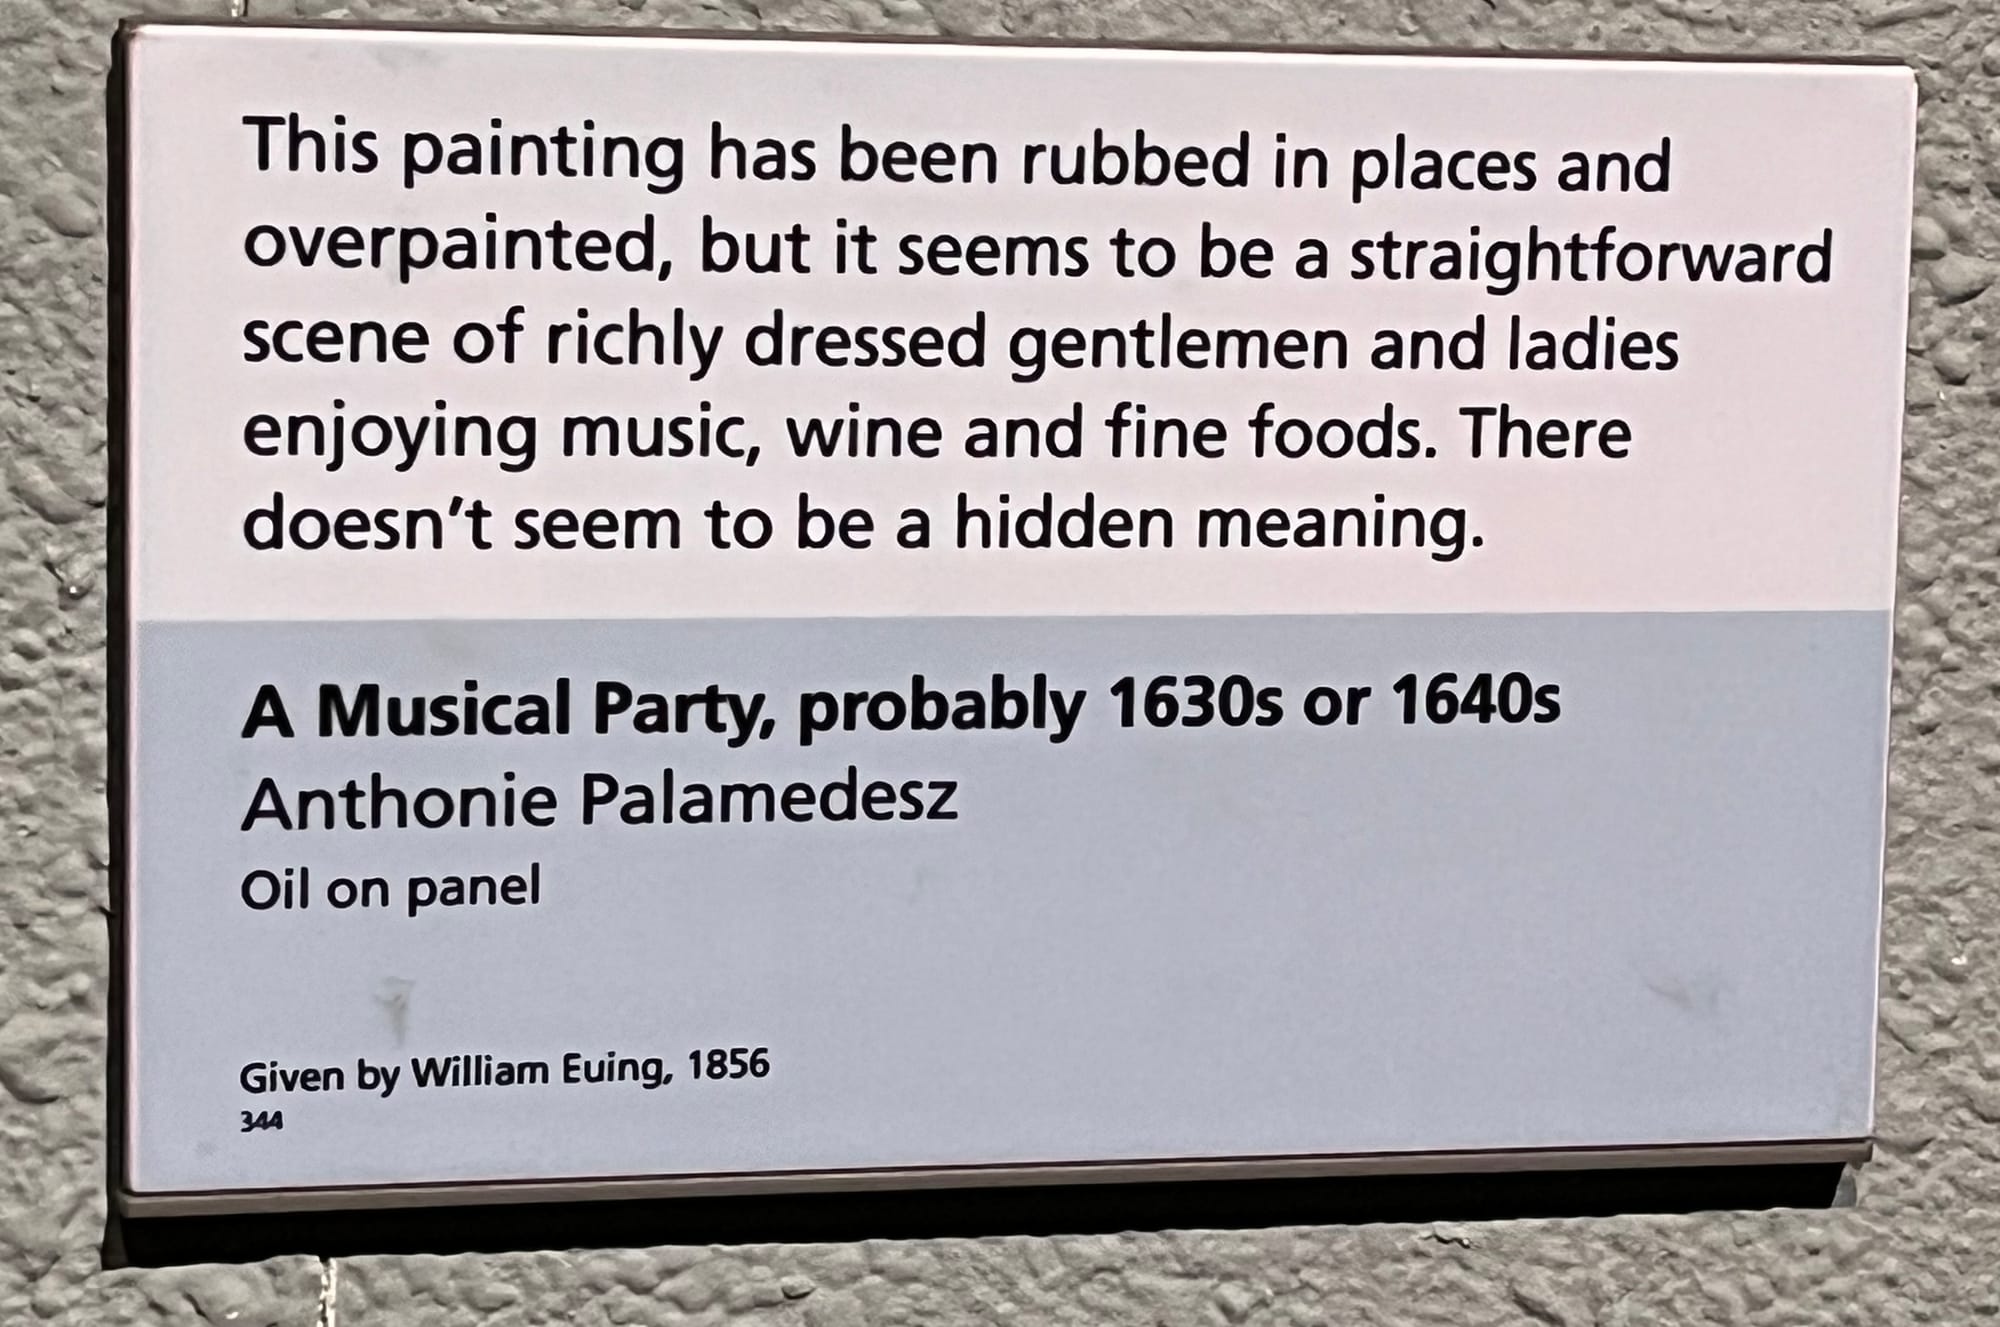 This painting has been rubbed in places and
overpainted, but it seems to be a straightforward
scene of richly dressed gentlemen and ladies
enjoying music, wine and fine foods. There
doesn't seem to be a hidden meaning.
A Musical Party, probably 1630s or 1640s
Anthonie Palamedesz
Oil on panel
Given by William Euing, 1856
344